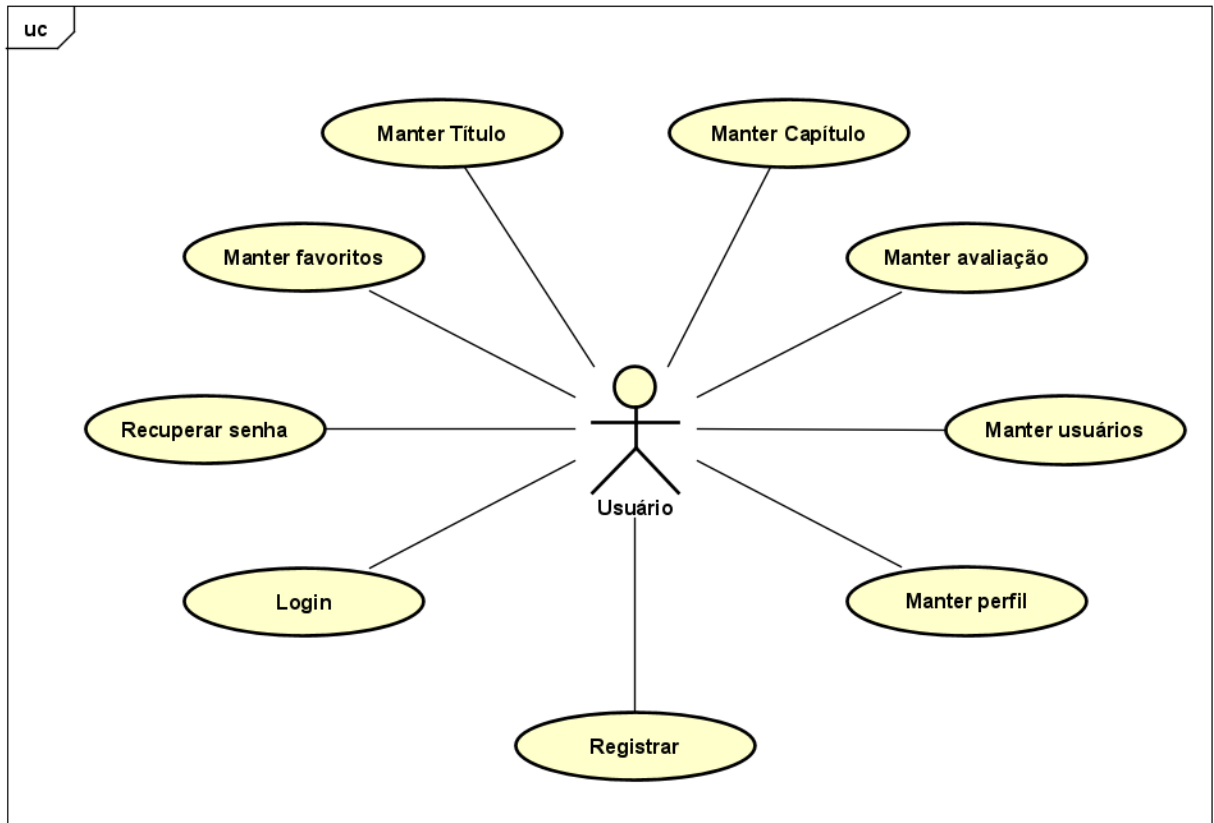 uc
Manter Título
Manter Capítulo
Manter favoritos
Manter avaliação
Recuperar senha
Manter usuários
Usuário
Login
Manter perfil
Registrar